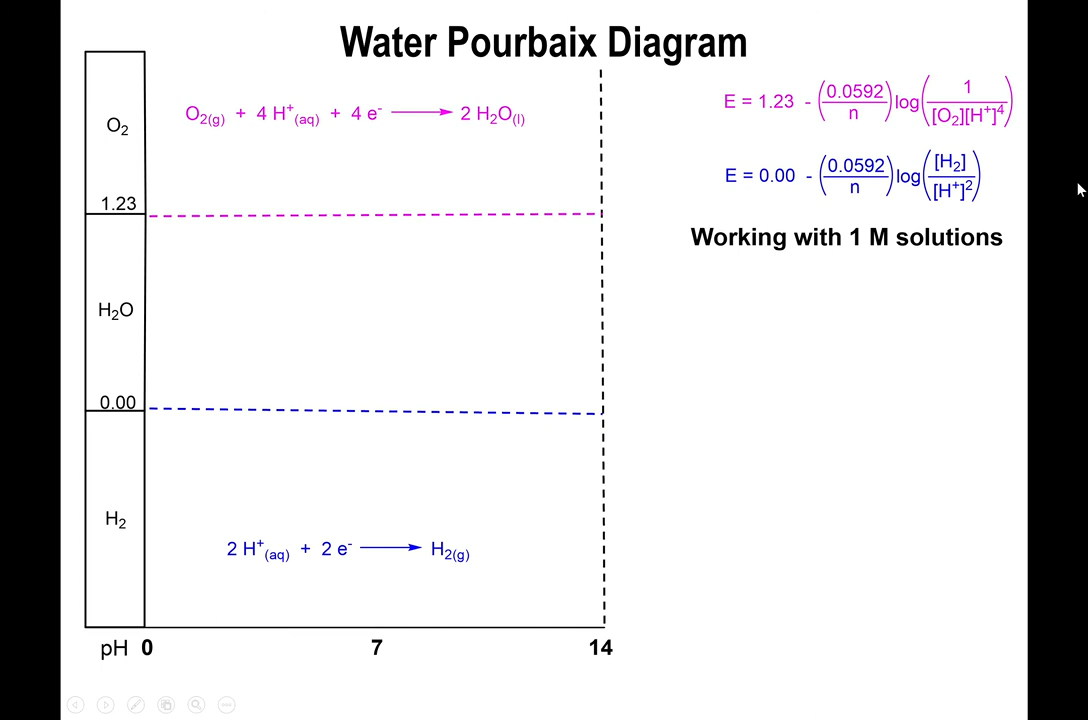 Water Pourbaix Diagram
O₂
O₂(g) + 4 H⁺(aq) + 4 e⁻ ⟶ 2 H₂O(l)
E = 1.23 - (0.0592/n) log(1/[O₂][H⁺]⁴)
E = 0.00 - (0.0592/n) log([H₂]/[H⁺]²)
Working with 1 M solutions
1.23
H₂O
0.00
H₂
2 H⁺(aq) + 2 e⁻ ⟶ H₂(g)
pH 0 7 14